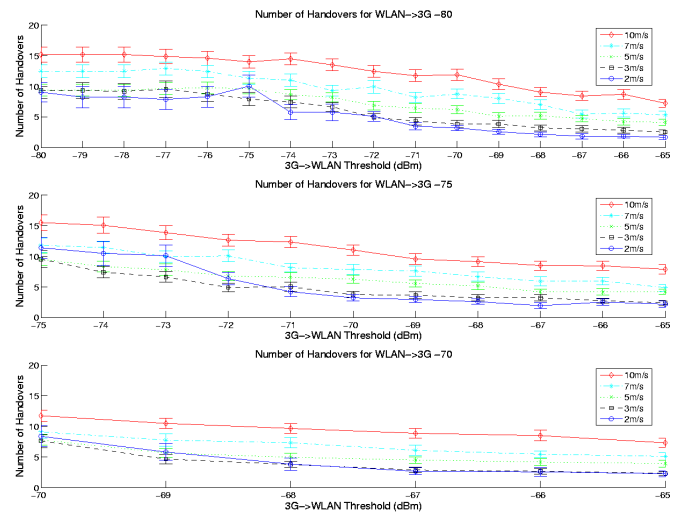 Number of Handovers for WLAN->3G -80
20
15
10
5
0
Number of Handovers
10m/s
7m/s
5m/s
3m/s
2m/s
-80 -79 -78 -77 -76 -75 -74 -73 -72 -71 -70 -69 -68 -67 -66 -65
3G->WLAN Threshold (dBm)
Number of Handovers for WLAN->3G -75
20
15
10
5
0
Number of Handovers
10m/s
7m/s
5m/s
3m/s
2m/s
-75 -74 -73 -72 -71 -70 -69 -68 -67 -66 -65
3G->WLAN Threshold (dBm)
Number of Handovers for WLAN->3G -70
20
15
10
5
0
Number of Handovers
10m/s
7m/s
5m/s
3m/s
2m/s
-70 -69 -68 -67 -66 -65
3G->WLAN Threshold (dBm)